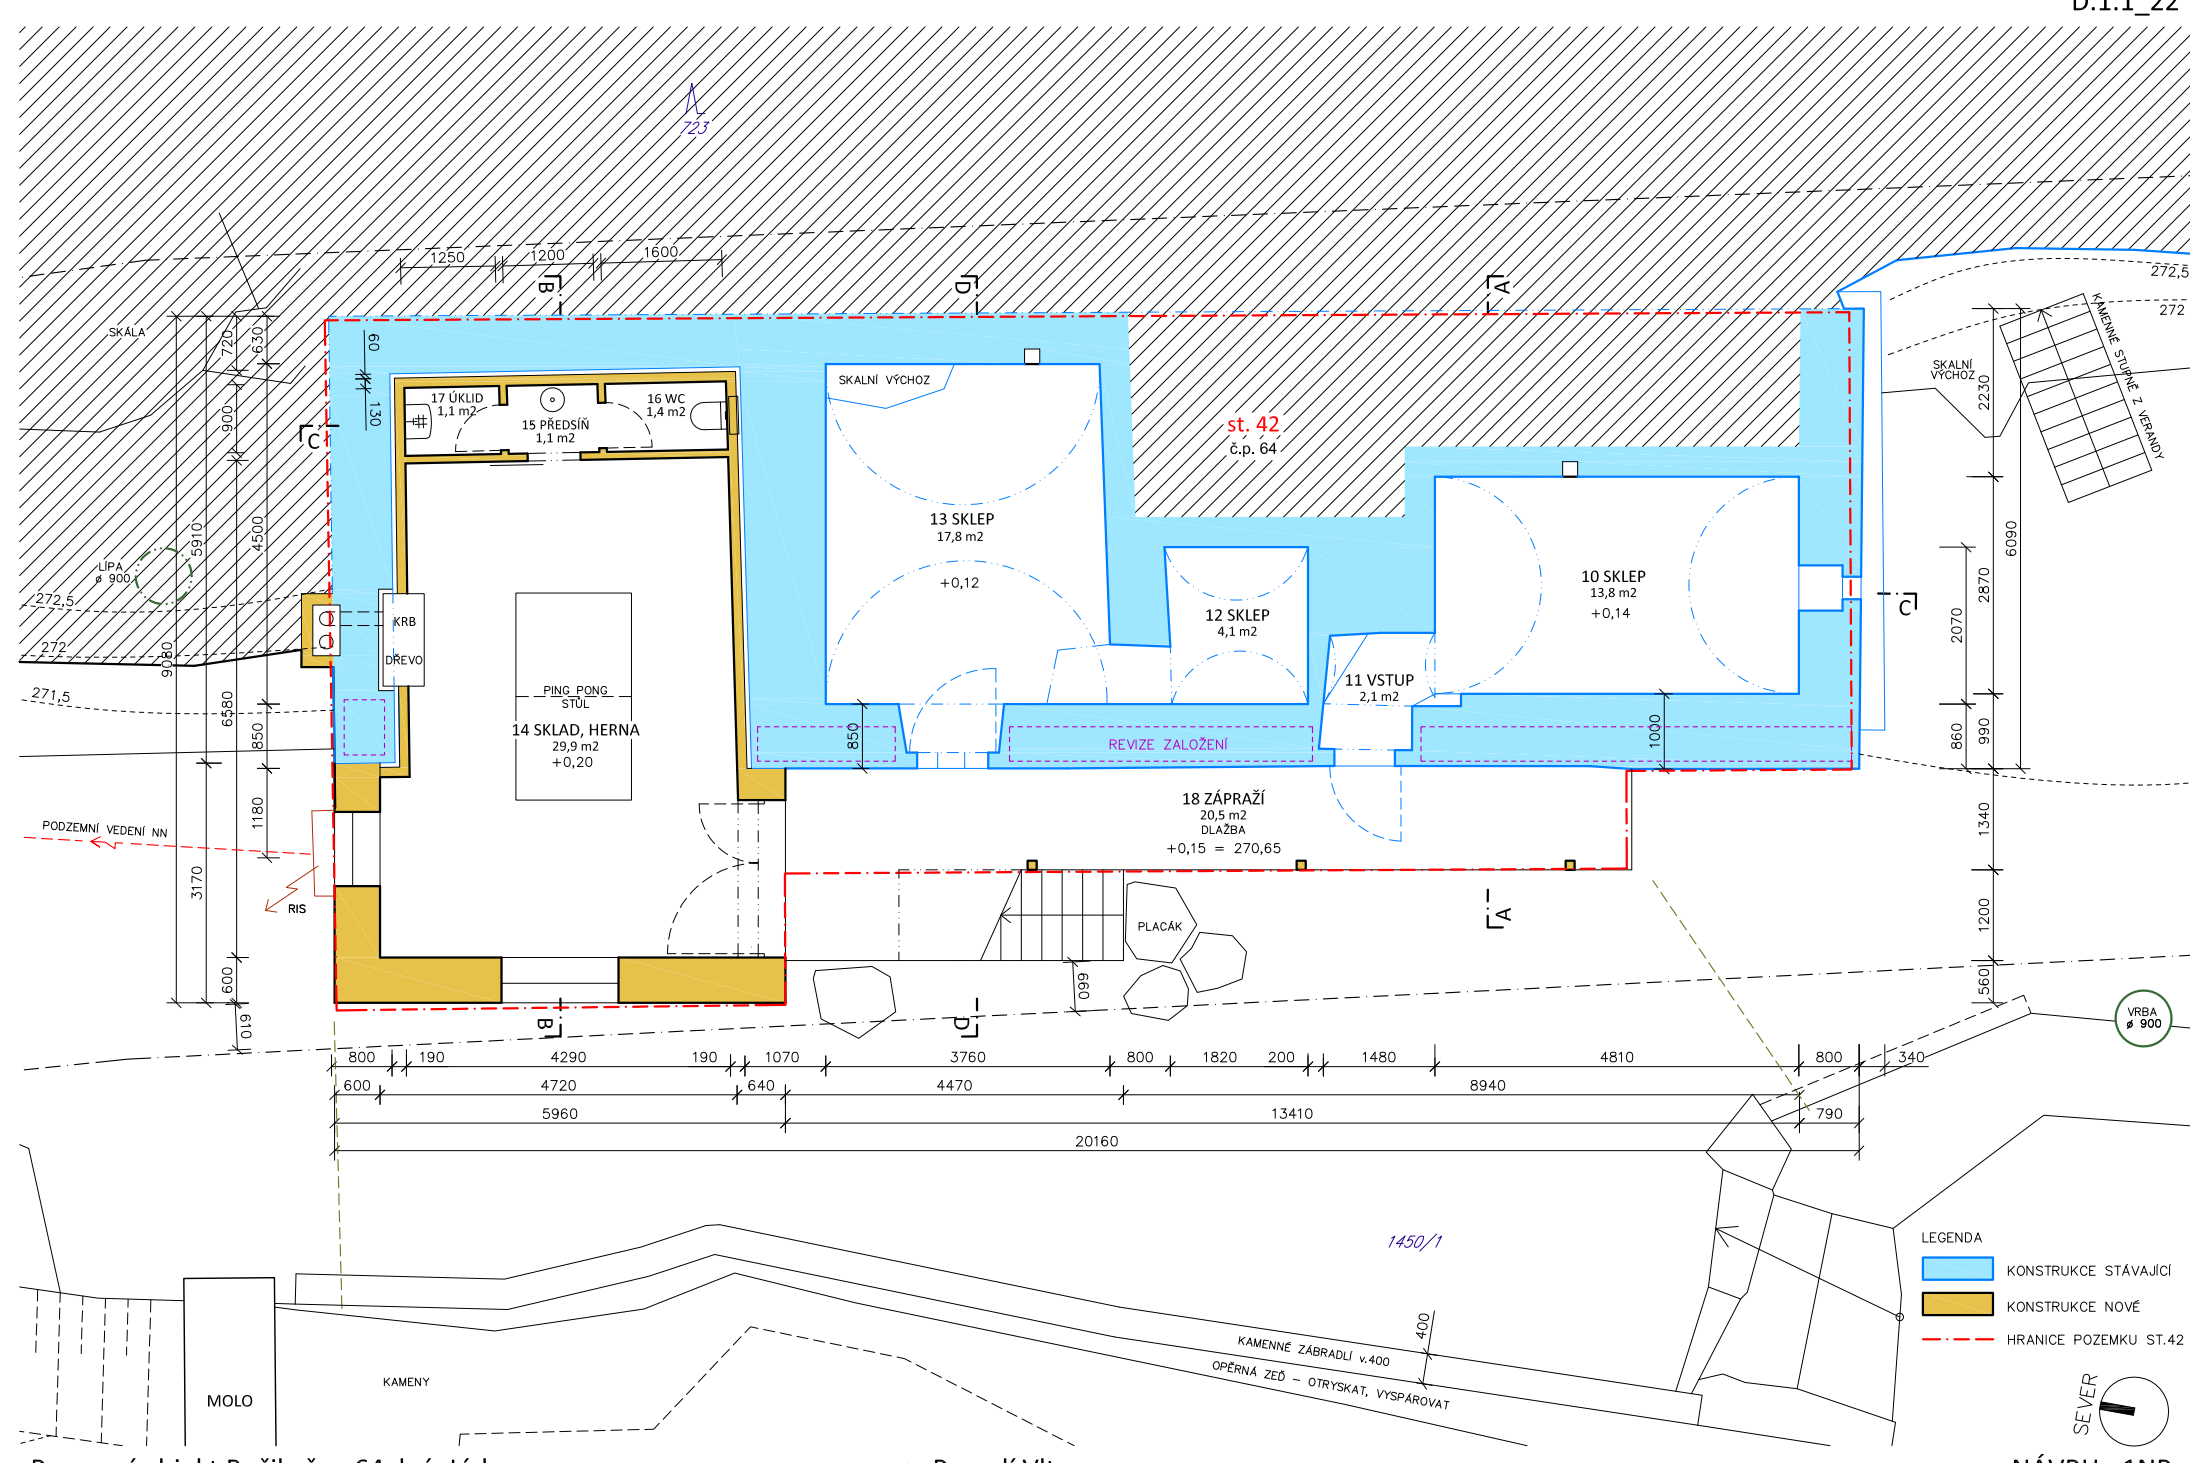 D.1.1_22
723
1250
1200
1600
B
D
A
272,5
272
KAMENNÉ STUPNĚ Z VERANDY
SKÁLA
720
630
60
130
900
C
SKALNÍ VÝCHOZ
SKALNÍ
VÝCHOZ
17 ÚKLID
1,1 m2
16 WC
1,4 m2
15 PŘEDSÍŇ
1,1 m2
st. 42
č.p. 64
2230
6090
5910
4500
13 SKLEP
17,8 m2
+0,12
LÍPA
ø 900
272,5
272
271,5
KRB
DŘEVO
12 SKLEP
4,1 m2
10 SKLEP
13,8 m2
+0,14
C
2870
2070
9080
6580
850
11 VSTUP
2,1 m2
PING PONG
STŮL
14 SKLAD, HERNA
29,9 m2
+0,20
850
REVIZE ZALOŽENÍ
1000
860
990
1180
3170
PODZEMNÍ VEDENÍ NN
RIS
18 ZÁPRAŽÍ
20,5 m2
DLAŽBA
+0,15 = 270,65
1340
1200
560
PLACÁK
A
600
610
660
B
D
VRBA
ø 900
800
190
4290
190
1070
3760
800
1820
200
1480
4810
800
340
600
4720
640
4470
8940
5960
13410
790
20160
1450/1
LEGENDA
KONSTRUKCE STÁVAJÍCÍ
KONSTRUKCE NOVÉ
HRANICE POZEMKU ST.42
400
KAMENNÉ ZÁBRADLÍ v.400
OPĚRNÁ ZEĎ – OTRYSKAT, VYSPÁROVAT
KAMENY
MOLO
SEVER